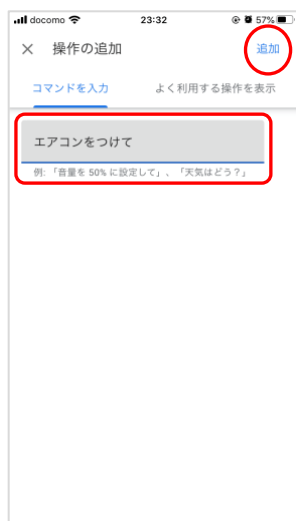 docomo 23:32 57%
× 操作の追加 追加
コマンドを入力 よく利用する操作を表示
エアコンをつけて
例: 「音量を 50% に設定して」、「天気はどう？」